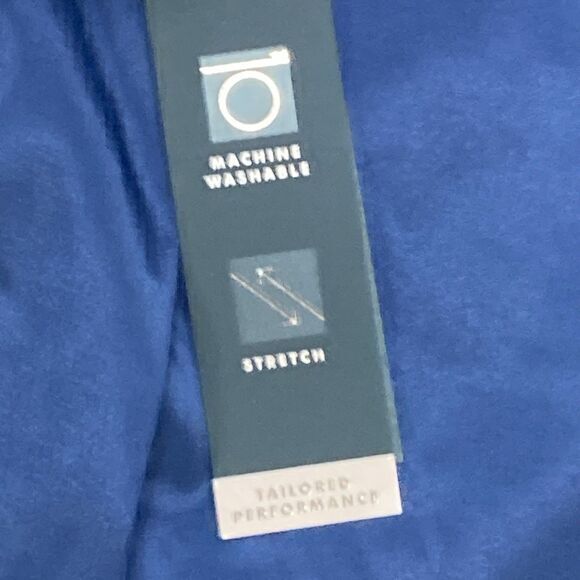 MACHINE
WASHABLE
STRETCH
TAILORED
PERFORMANCE